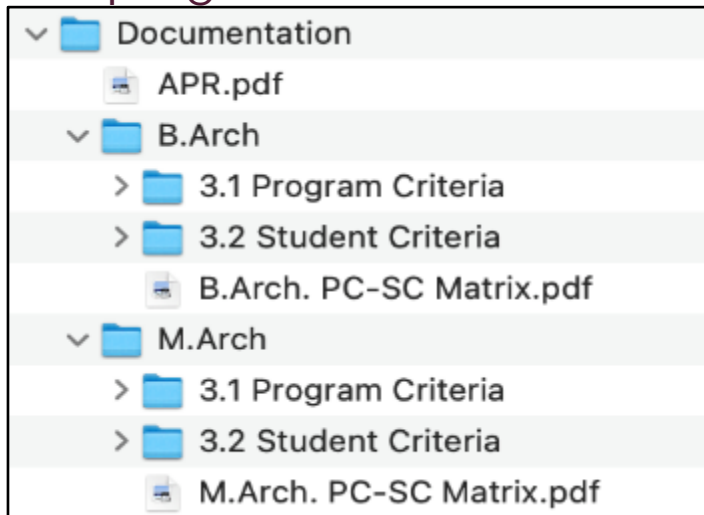 Documentation
APR.pdf
B.Arch
3.1 Program Criteria
3.2 Student Criteria
B.Arch. PC-SC Matrix.pdf
M.Arch
3.1 Program Criteria
3.2 Student Criteria
M.Arch. PC-SC Matrix.pdf